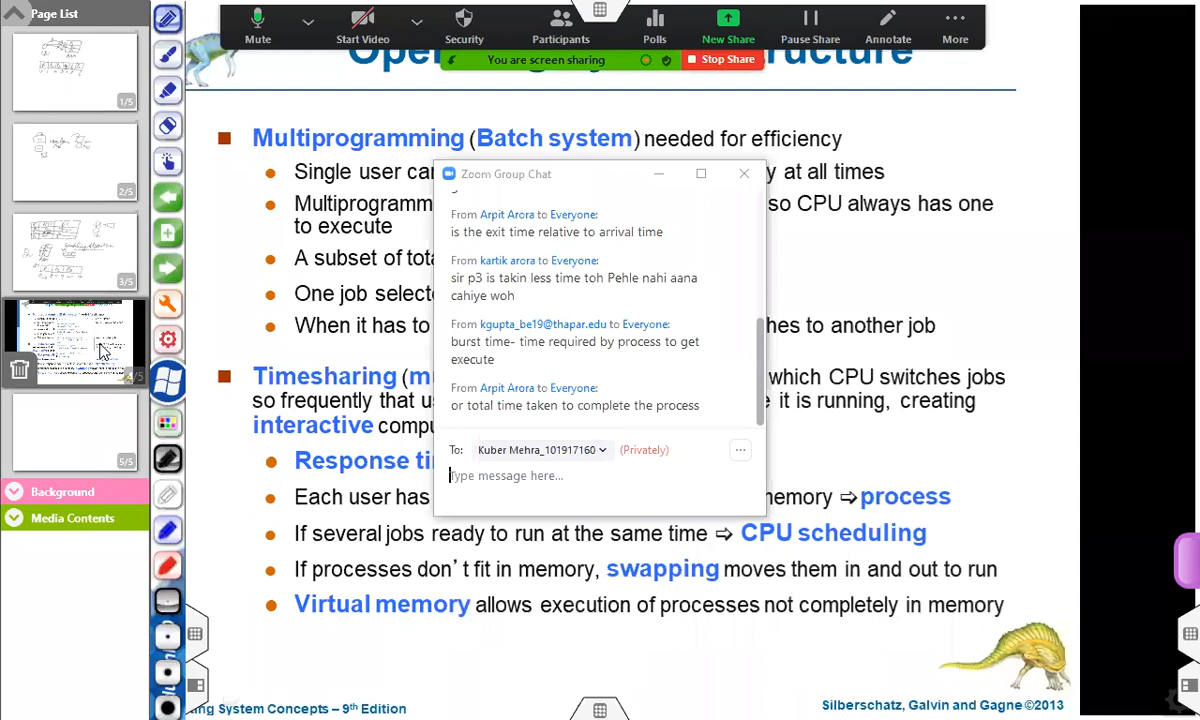 Page List
1/5
2/5
3/5
/5
5/5
Background
Media Contents
Mute
Start Video
Security
Participants
Polls
New Share
Pause Share
Annotate
More
You are screen sharing
Stop Share
Multiprogramming (Batch system) needed for efficiency
Single user can
y at all times
Multiprogramm
so CPU always has one
to execute
A subset of tota
One job selecte
When it has to
hes to another job
Timesharing (mu
which CPU switches jobs
so frequently that us
e it is running, creating
interactive compu
Response ti
Each user has
memory ⇨process
If several jobs ready to run at the same time ⇨ CPU scheduling
If processes don't fit in memory, swapping moves them in and out to run
Virtual memory allows execution of processes not completely in memory
Zoom Group Chat
From Arpit Arora to Everyone:
is the exit time relative to arrival time
From kartik arora to Everyone:
sir p3 is takin less time toh Pehle nahi aana
cahiye woh
From kgupta_be19@thapar.edu to Everyone:
burst time- time required by process to get
execute
From Arpit Arora to Everyone:
or total time taken to complete the process
To: Kuber Mehra_101917160 (Privately)
Type message here...
ing System Concepts – 9th Edition
Silberschatz, Galvin and Gagne ©2013